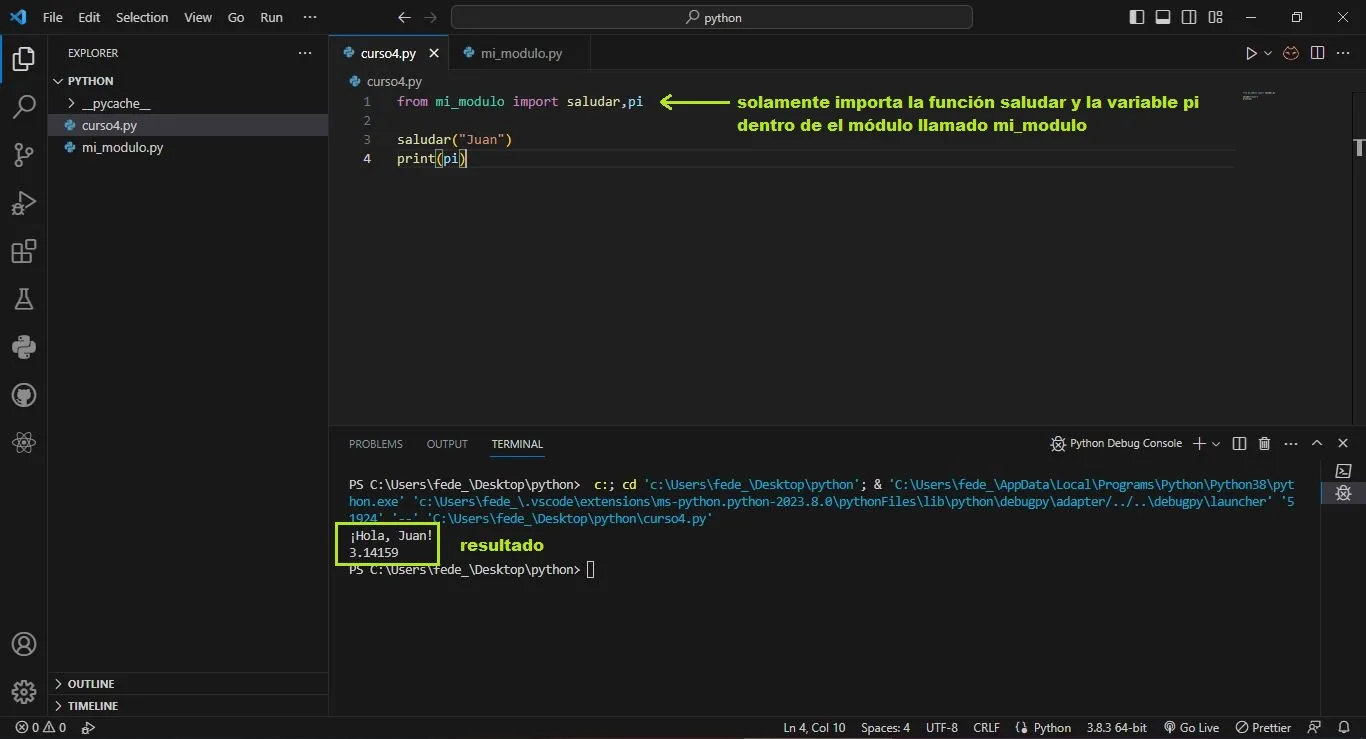 File Edit Selection View Go Run ···
python
EXPLORER
PYTHON
__pycache__
curso4.py
mi_modulo.py
OUTLINE
TIMELINE
curso4.py mi_modulo.py
curso4.py
1 from mi_modulo import saludar,pi
solamente importa la función saludar y la variable pi
dentro de el módulo llamado mi_modulo
2
3 saludar("Juan")
4 print(pi)
PROBLEMS OUTPUT TERMINAL
Python Debug Console
PS C:\Users\fede_\Desktop\python> c:; cd 'c:\Users\fede_\Desktop\python'; & 'C:\Users\fede_\AppData\Local\Programs\Python\Python38\pyt
hon.exe' 'c:\Users\fede_\.vscode\extensions\ms-python.python-2023.8.0\pythonFiles\lib\python\debugpy\adapter/../..\debugpy\launcher' '5
1924' '--' 'C:\Users\fede_\Desktop\python\curso4.py'
¡Hola, Juan!
3.14159
resultado
PS C:\Users\fede_\Desktop\python>
0 0
Ln 4, Col 10 Spaces: 4 UTF-8 CRLF Python 3.8.3 64-bit Go Live Prettier